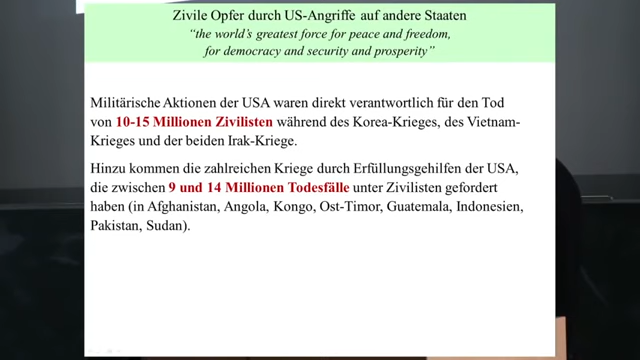 Zivile Opfer durch US-Angriffe auf andere Staaten
“the world’s greatest force for peace and freedom,
for democracy and security and prosperity”
Militärische Aktionen der USA waren direkt verantwortlich für den Tod
von 10-15 Millionen Zivilisten während des Korea-Krieges, des Vietnam-
Krieges und der beiden Irak-Kriege.
Hinzu kommen die zahlreichen Kriege durch Erfüllungsgehilfen der USA,
die zwischen 9 und 14 Millionen Todesfälle unter Zivilisten gefordert
haben (in Afghanistan, Angola, Kongo, Ost-Timor, Guatemala, Indonesien,
Pakistan, Sudan).